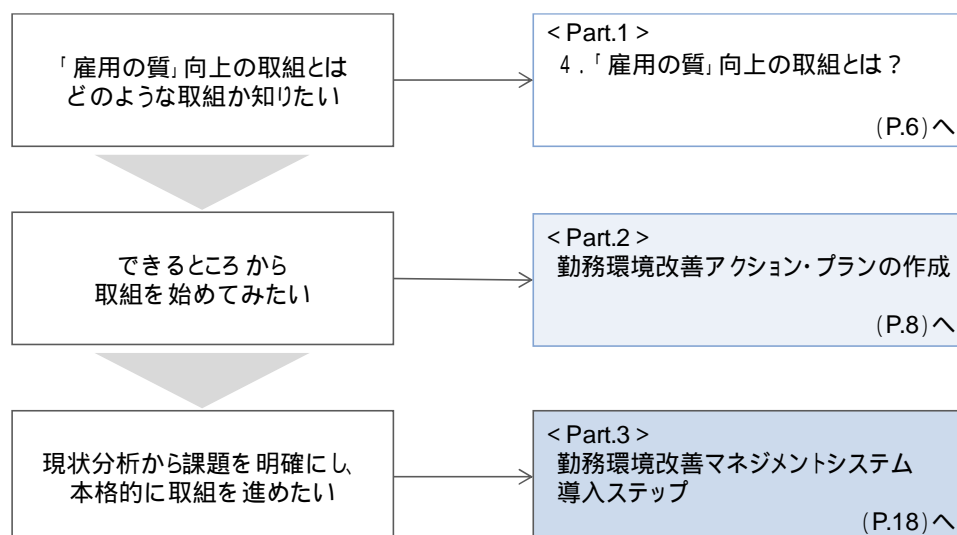 「雇用の質」向上の取組とは
どのような取組か知りたい
< Part.1 >
４．「雇用の質」向上の取組とは？
(P.6)へ
できるところから
取組を始めてみたい
< Part.2 >
勤務環境改善アクション・プランの作成
(P.8)へ
現状分析から課題を明確にし、
本格的に取組を進めたい
< Part.3 >
勤務環境改善マネジメントシステム
導入ステップ
(P.18)へ